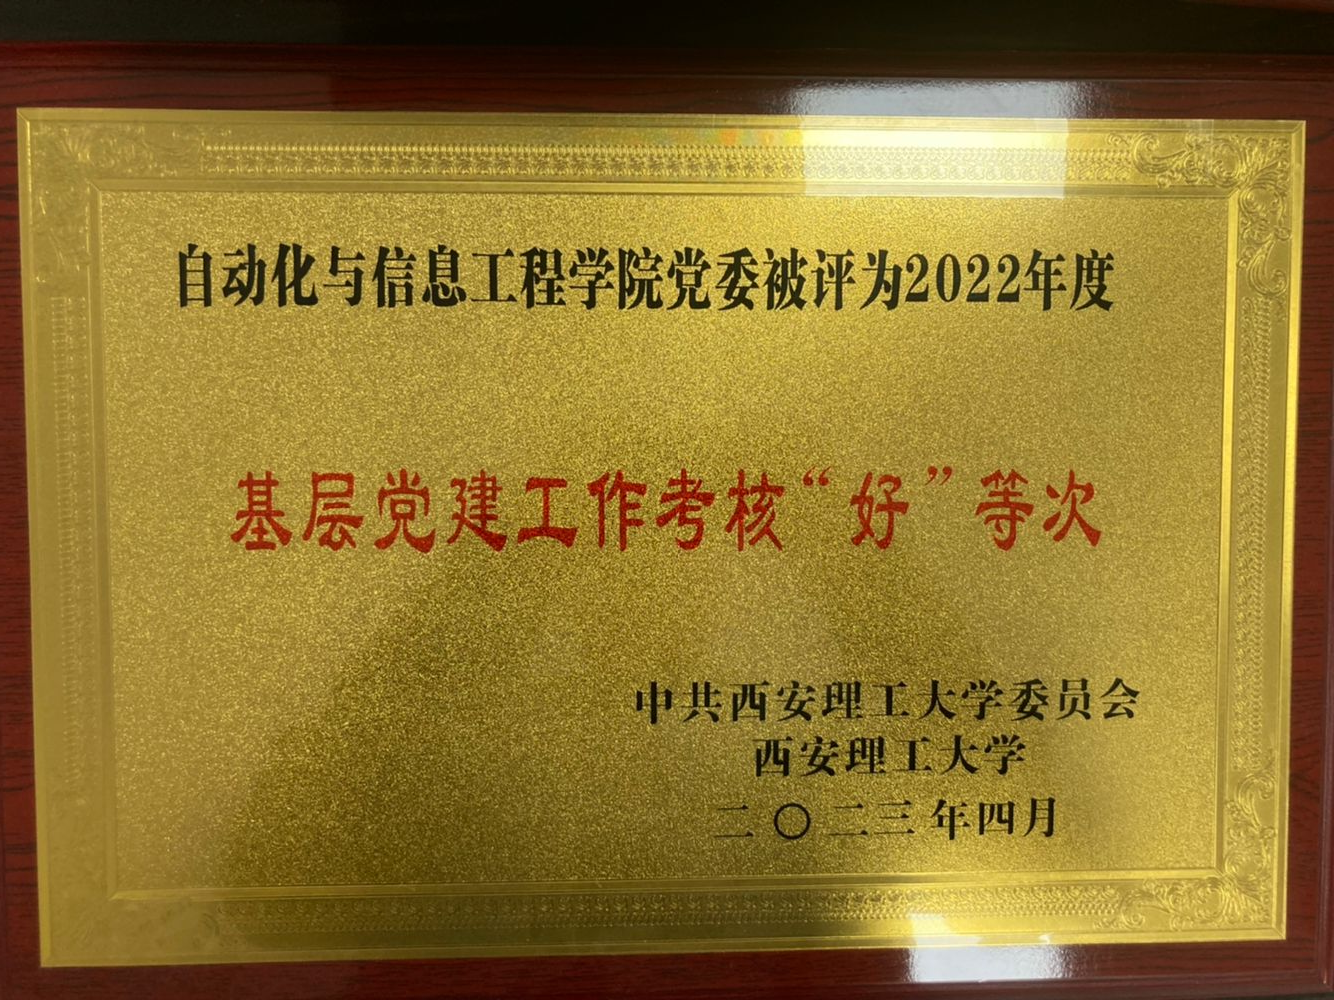 自动化与信息工程学院党委被评为2022年度
基层党建工作考核“好”等次
中共西安理工大学委员会
西安理工大学
二〇二三年四月